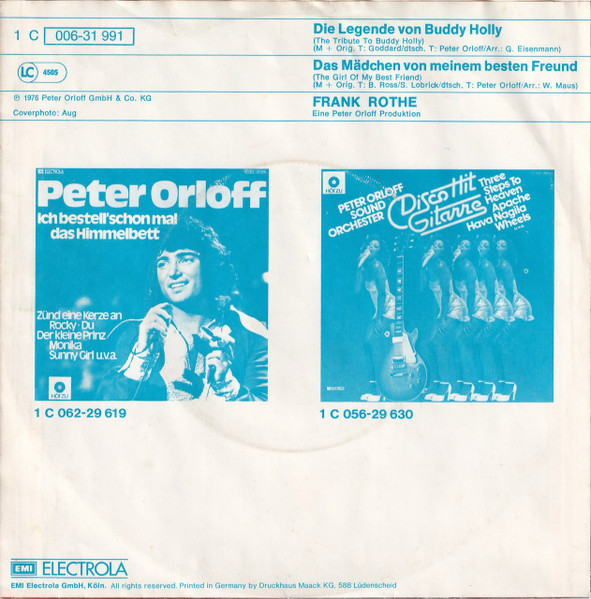 1 C 006-31 991
LC 4505
℗ 1976 Peter Orloff GmbH & Co. KG
Coverphoto: Aug
Die Legende von Buddy Holly
(The Tribute To Buddy Holly)
(M + Orig. T: Goddard/dtsch. T: Peter Orloff/Arr.: G. Eisenmann)
Das Mädchen von meinem besten Freund
(The Girl Of My Best Friend)
(M + Orig. T: B. Ross/S. Lobrick/dtsch. T: Peter Orloff/Arr.: W. Maus)
FRANK ROTHE
Eine Peter Orloff Produktion
Peter Orloff
Ich bestell'schon mal
das Himmelbett
Zünd eine Kerze an
Rocky · Du
Der kleine Prinz
Monika
Sunny Girl u.v.a.
HÖRZU
1 C 062-29 619
HÖRZU
PETER ORLOFF
SOUND
ORCHESTER
Disco Hit
Gitarre
Three
Steps To
Heaven
Apache
Hava Nagila
Wheels
1 C 056-29 630
EMI ELECTROLA
EMI Electrola GmbH, Köln. All rights reserved. Printed in Germany by Druckhaus Maack KG, 588 Lüdenscheid